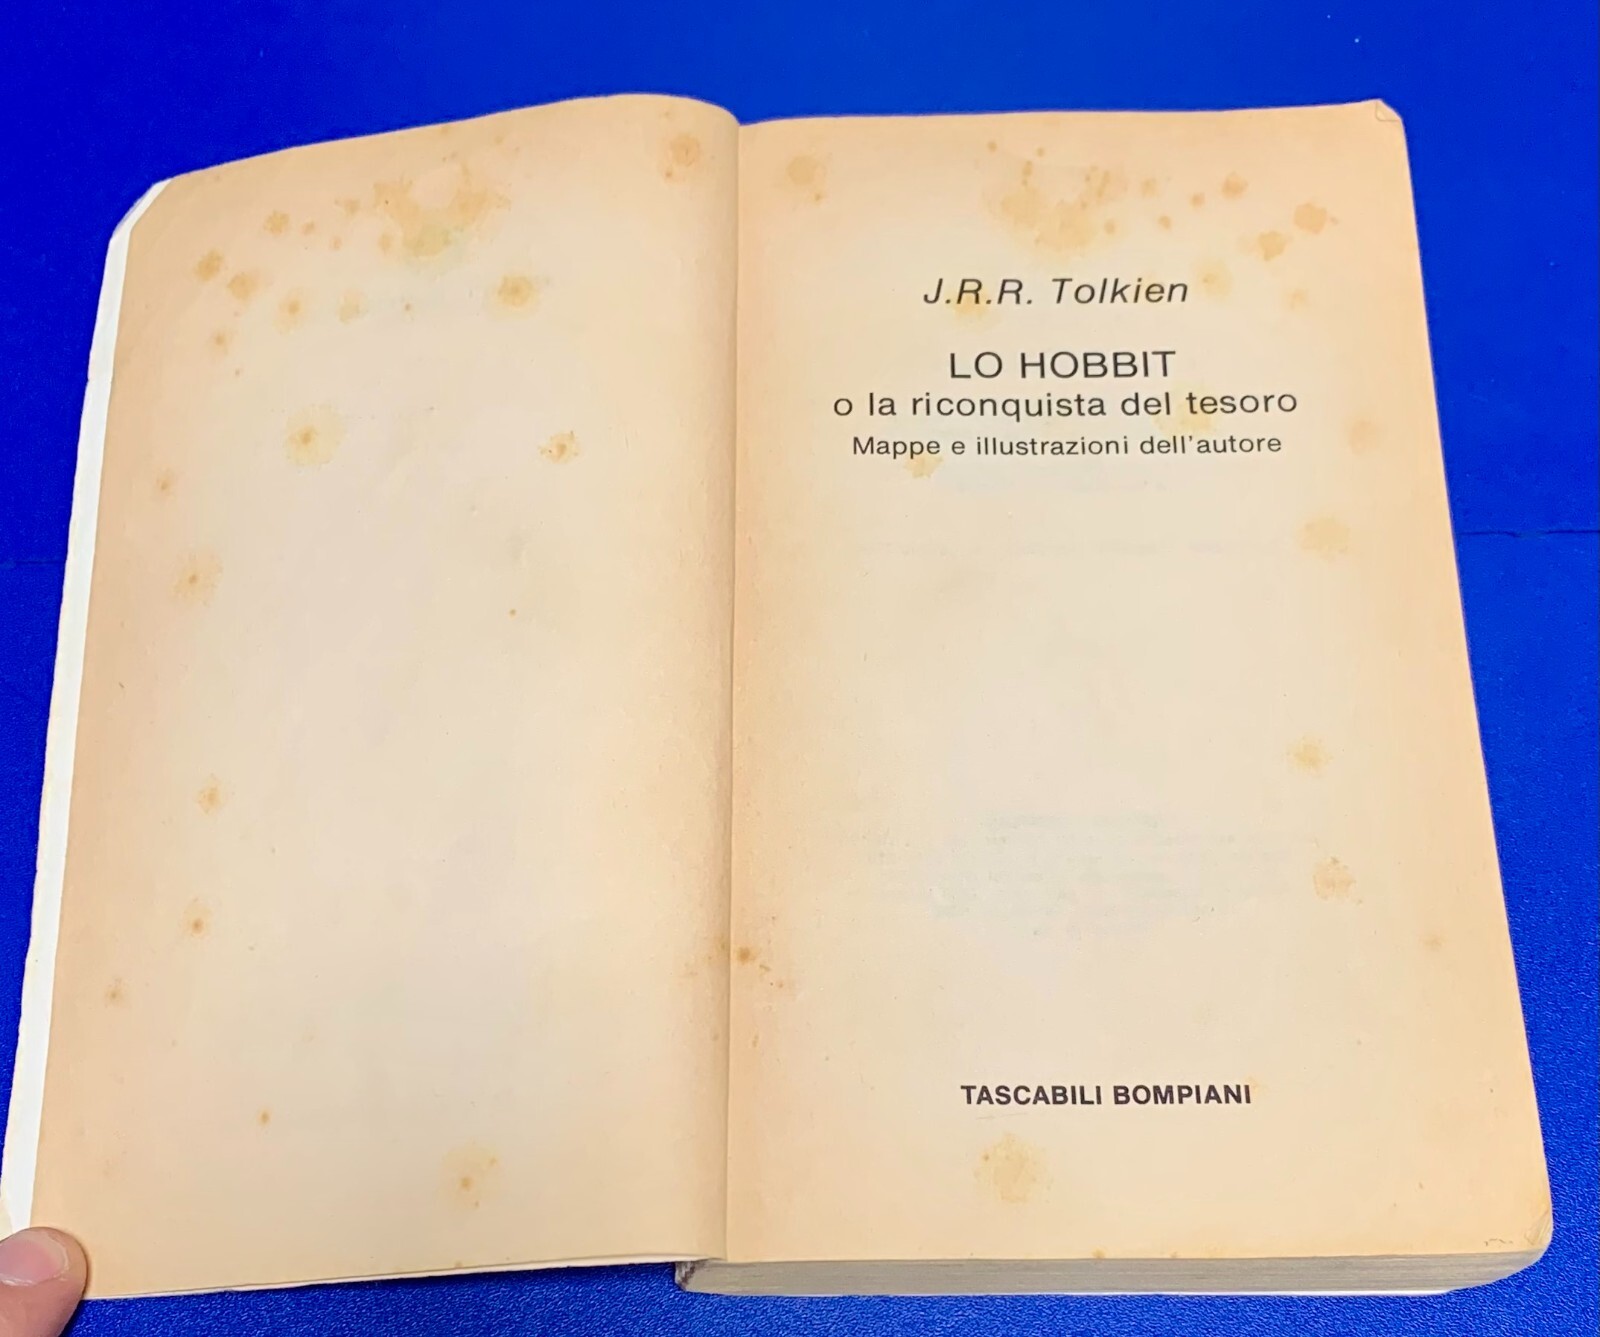 J.R.R. Tolkien
LO HOBBIT
o la riconquista del tesoro
Mappe e illustrazioni dell'autore
TASCABILI BOMPIANI